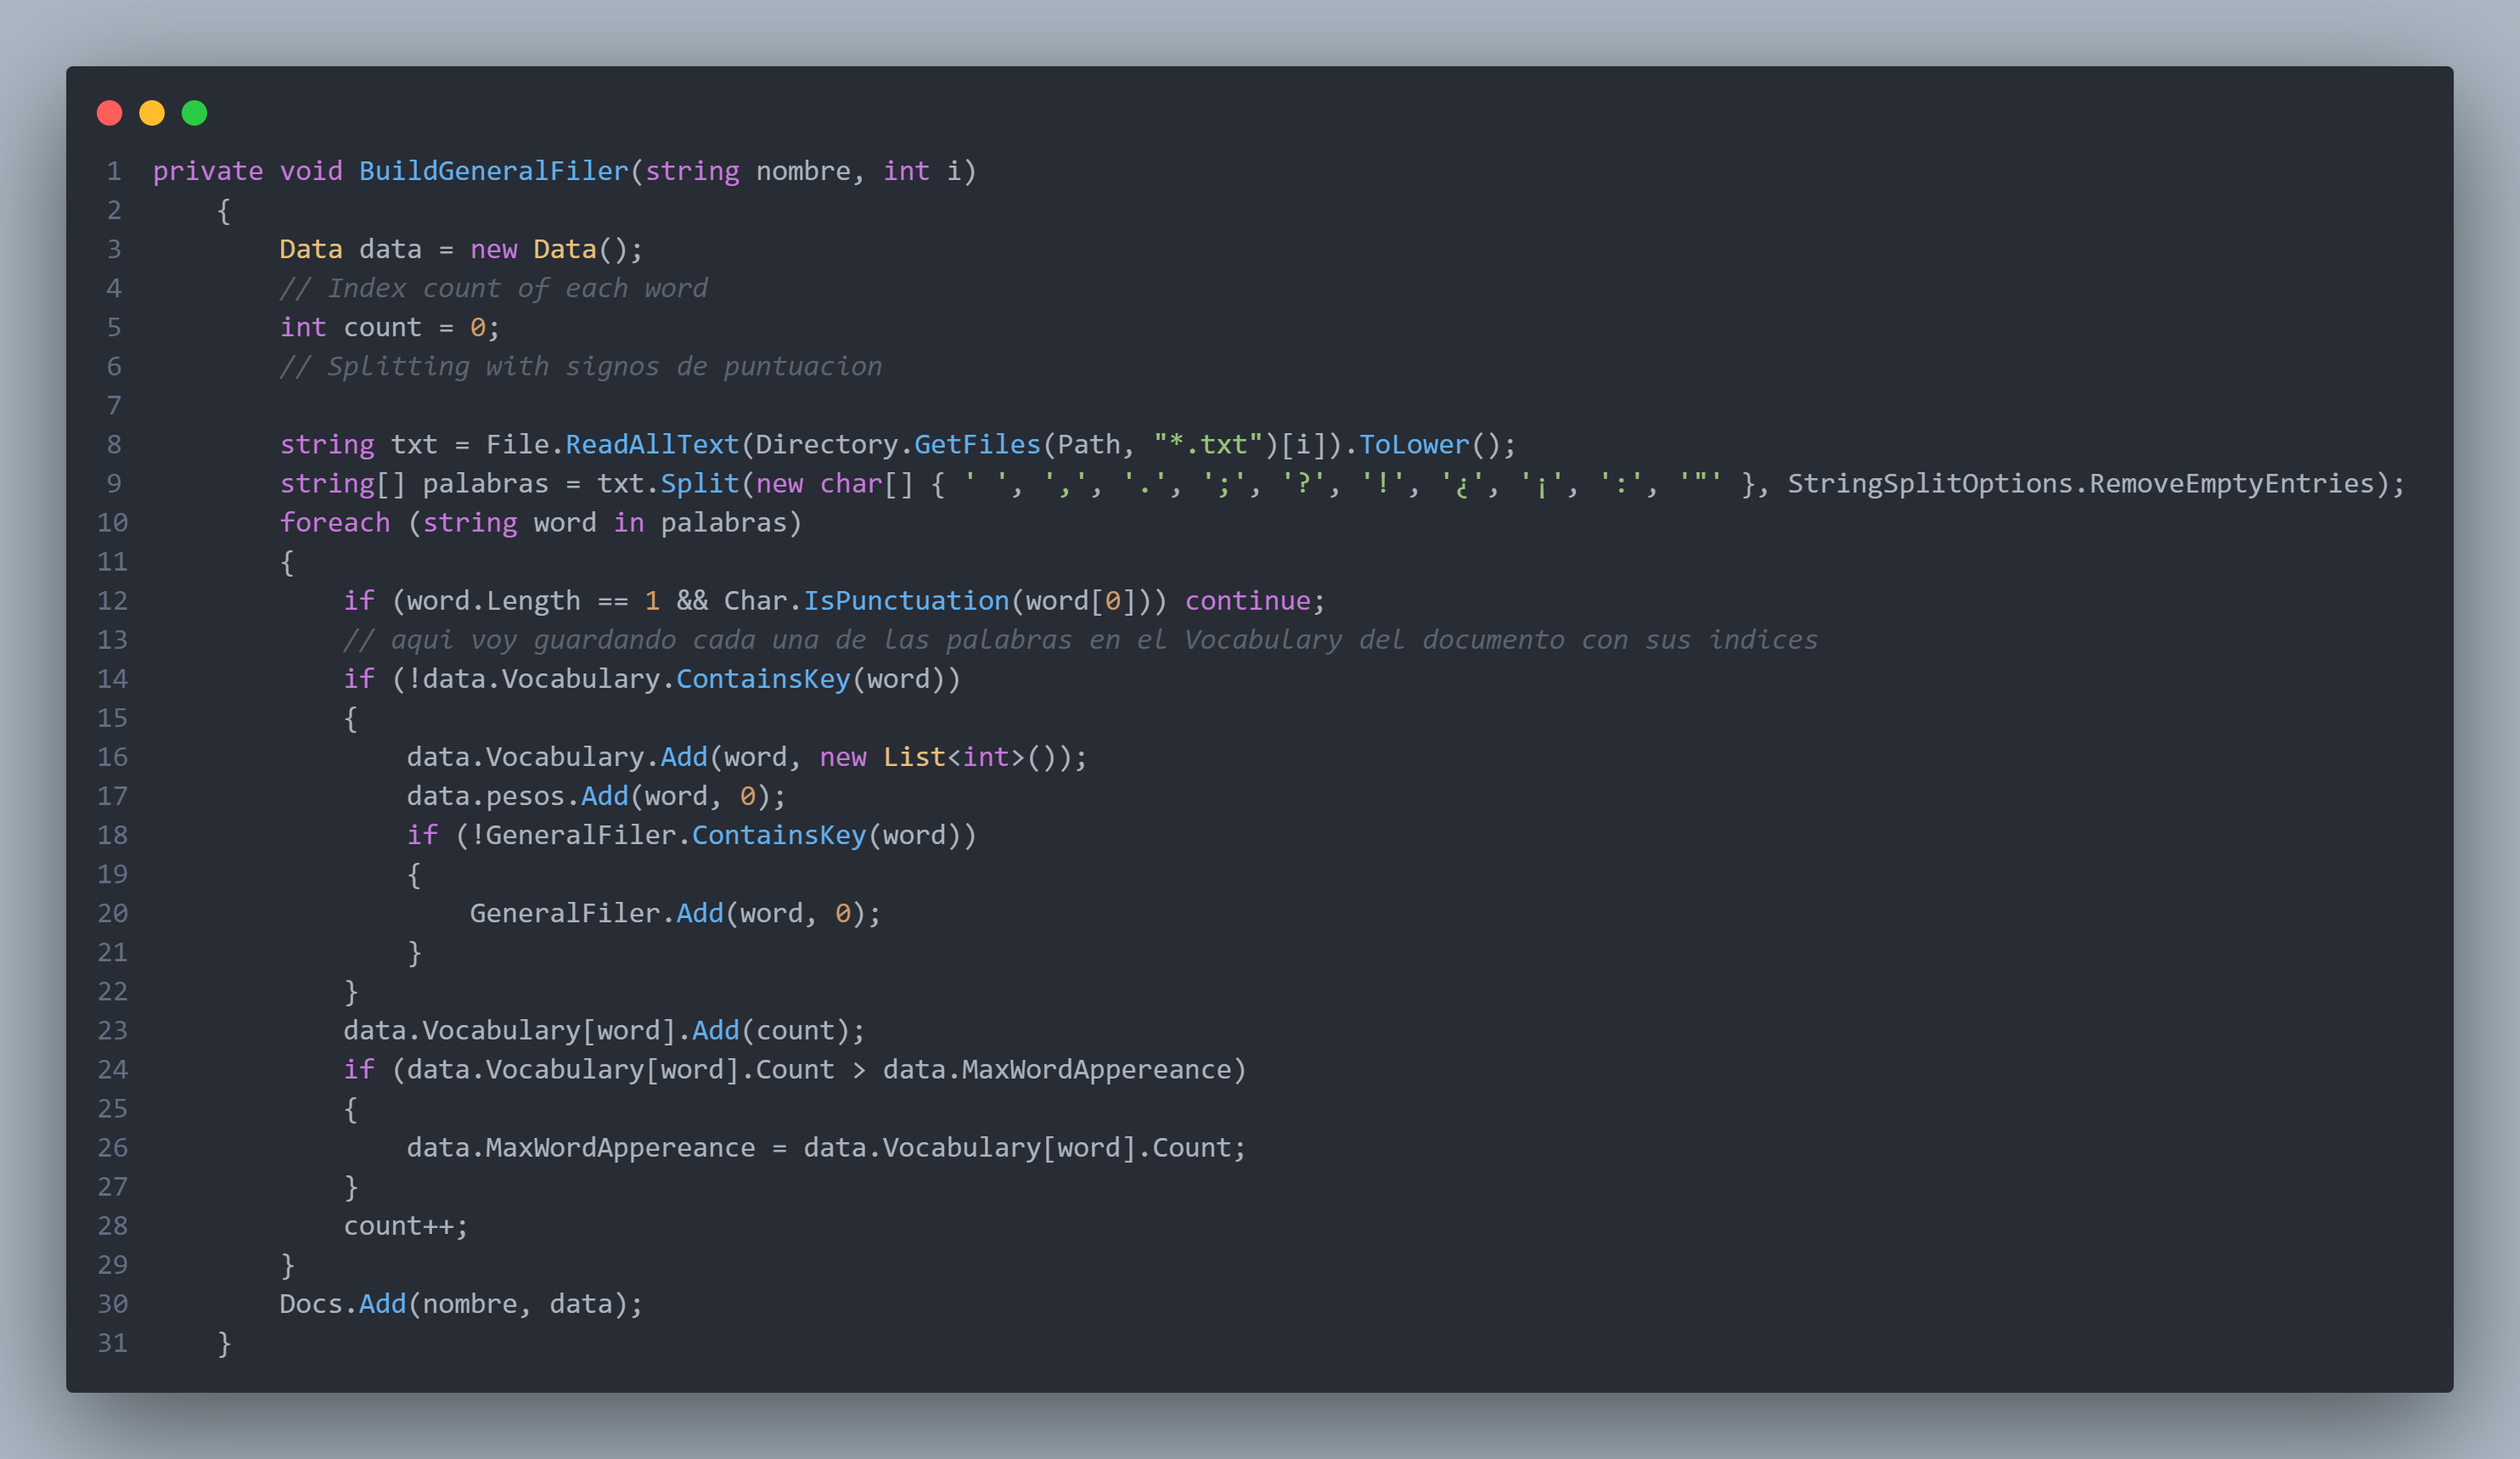 1 private void BuildGeneralFiler(string nombre, int i)
2 {
3 Data data = new Data();
4 // Index count of each word
5 int count = 0;
6 // Splitting with signos de puntuacion
7
8 string txt = File.ReadAllText(Directory.GetFiles(Path, "*.txt")[i]).ToLower();
9 string[] palabras = txt.Split(new char[] { ' ', ',', '.', ';', '?', '!', '¿', '¡', ':', '"' }, StringSplitOptions.RemoveEmptyEntries);
10 foreach (string word in palabras)
11 {
12 if (word.Length == 1 && Char.IsPunctuation(word[0])) continue;
13 // aqui voy guardando cada una de las palabras en el Vocabulary del documento con sus indices
14 if (!data.Vocabulary.ContainsKey(word))
15 {
16 data.Vocabulary.Add(word, new List<int>());
17 data.pesos.Add(word, 0);
18 if (!GeneralFiler.ContainsKey(word))
19 {
20 GeneralFiler.Add(word, 0);
21 }
22 }
23 data.Vocabulary[word].Add(count);
24 if (data.Vocabulary[word].Count > data.MaxWordAppereance)
25 {
26 data.MaxWordAppereance = data.Vocabulary[word].Count;
27 }
28 count++;
29 }
30 Docs.Add(nombre, data);
31 }